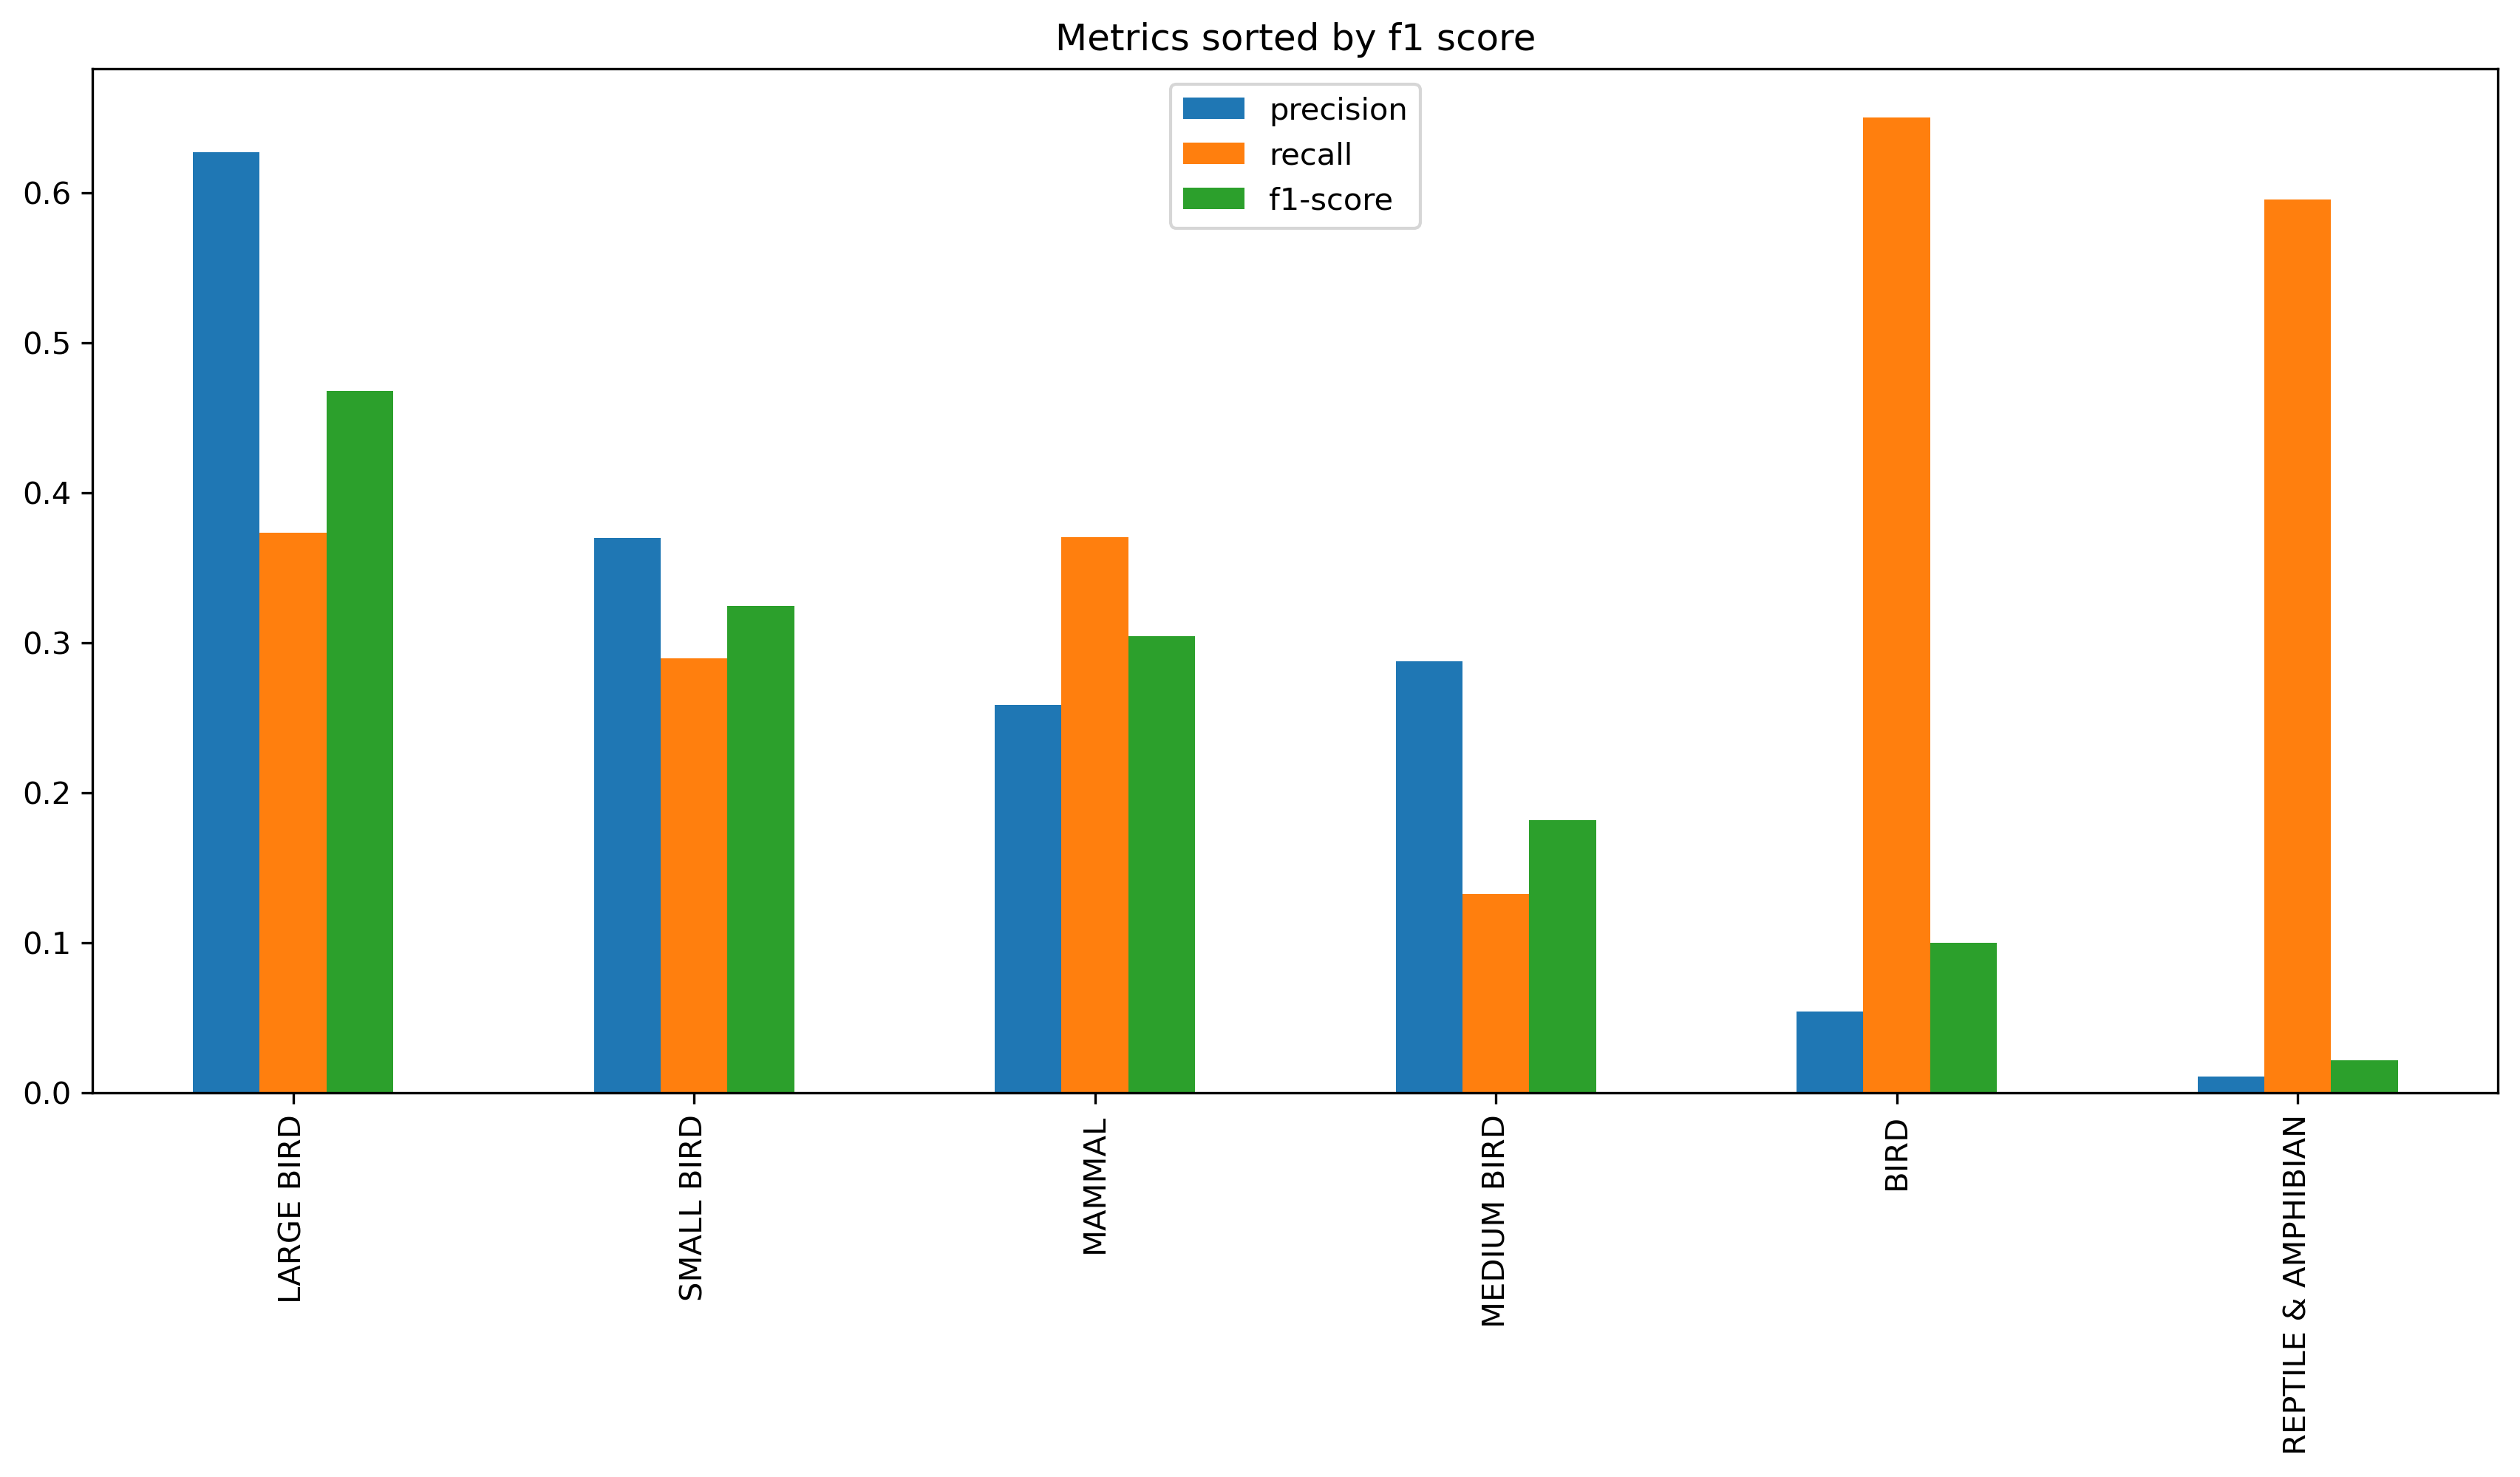 Metrics sorted by f1 score
precision
recall
f1-score
0.6
0.5
0.4
0.3
0.2
0.1
0.0
LARGE BIRD
SMALL BIRD
MAMMAL
MEDIUM BIRD
BIRD
REPTILE & AMPHIBIAN